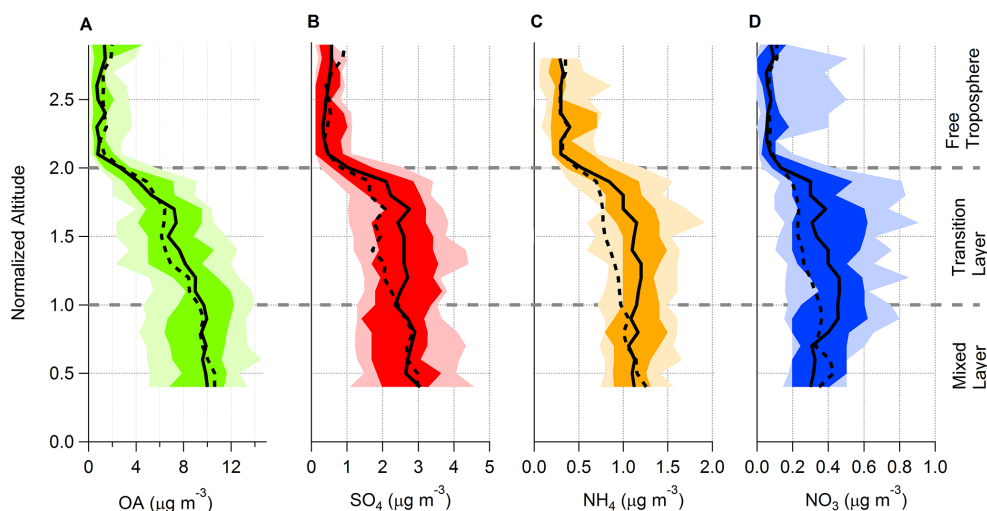 A
B
C
D
Normalized Altitude
2.5
2.0
1.5
1.0
0.5
0.0
0
4
8
12
0
1
2
3
4
5
0.0
0.5
1.0
1.5
2.0
0.0
0.2
0.4
0.6
0.8
1.0
OA (μg m⁻³)
SO₄ (μg m⁻³)
NH₄ (μg m⁻³)
NO₃ (μg m⁻³)
Free
Troposphere
Transition
Layer
Mixed
Layer